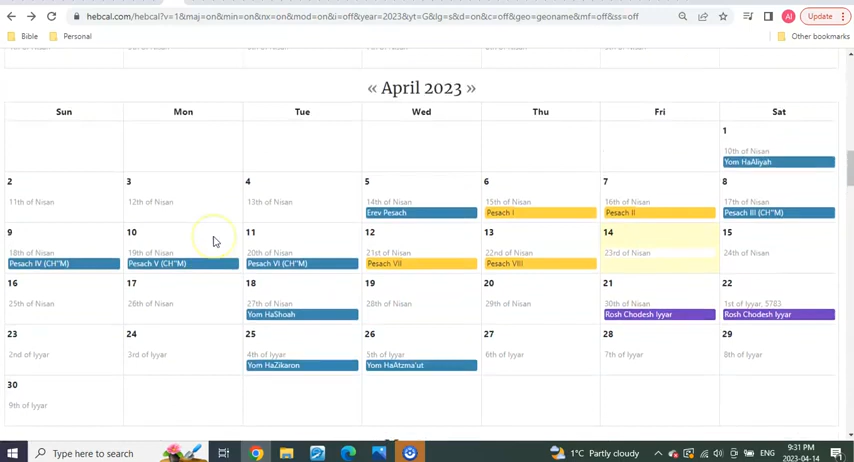 AI
Update
hebcal.com/hebcal?v=1&maj=on&min=on&nx=on&mod=on&i=off&year=2023&yt=G&lg=s&d=on&c=off&geo=geoname&mf=off&ss=off
Bible
Personal
Other bookmarks
« April 2023 »
Sun Mon Tue Wed Thu Fri Sat
1
10th of Nisan
Yom HaAliyah
2 3 4 5 6 7 8
11th of Nisan 12th of Nisan 13th of Nisan 14th of Nisan 15th of Nisan 16th of Nisan 17th of Nisan
Erev Pesach Pesach I Pesach II Pesach III (CH''M)
9 10 11 12 13 14 15
18th of Nisan 19th of Nisan 20th of Nisan 21st of Nisan 22nd of Nisan 23rd of Nisan 24th of Nisan
Pesach IV (CH''M) Pesach V (CH''M) Pesach VI (CH''M) Pesach VII Pesach VIII
16 17 18 19 20 21 22
25th of Nisan 26th of Nisan 27th of Nisan 28th of Nisan 29th of Nisan 30th of Nisan 1st of Iyyar, 5783
Yom HaShoah Rosh Chodesh Iyyar Rosh Chodesh Iyyar
23 24 25 26 27 28 29
2nd of Iyyar 3rd of Iyyar 4th of Iyyar 5th of Iyyar 6th of Iyyar 7th of Iyyar 8th of Iyyar
Yom HaZikaron Yom HaAtzma'ut
30
9th of Iyyar
Type here to search
1°C Partly cloudy
ENG
9:31 PM
2023-04-14